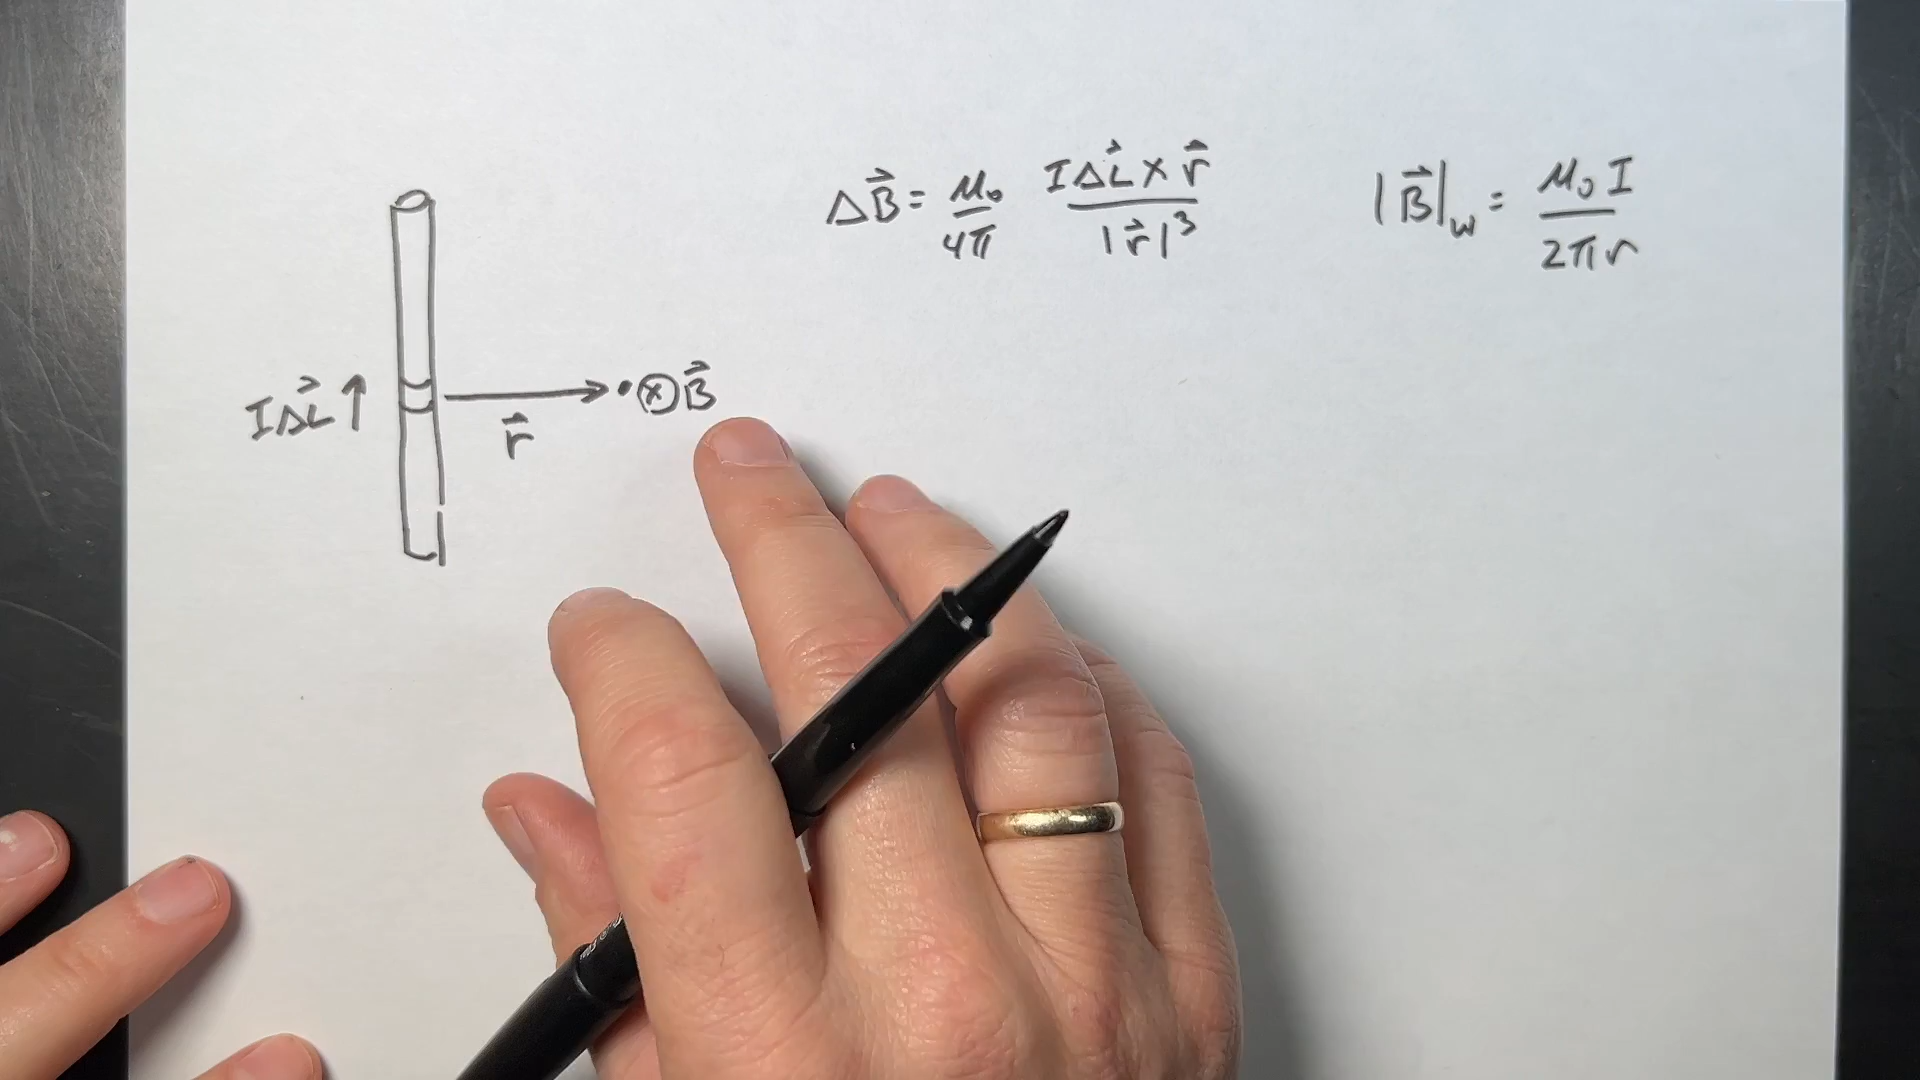 ΔB⃗ = μ₀/4π IΔL⃗ × r⃗/|r⃗|³
|B⃗|w = μ₀I/2πr
IΔL⃗ ↑
r⃗
⊗ B⃗